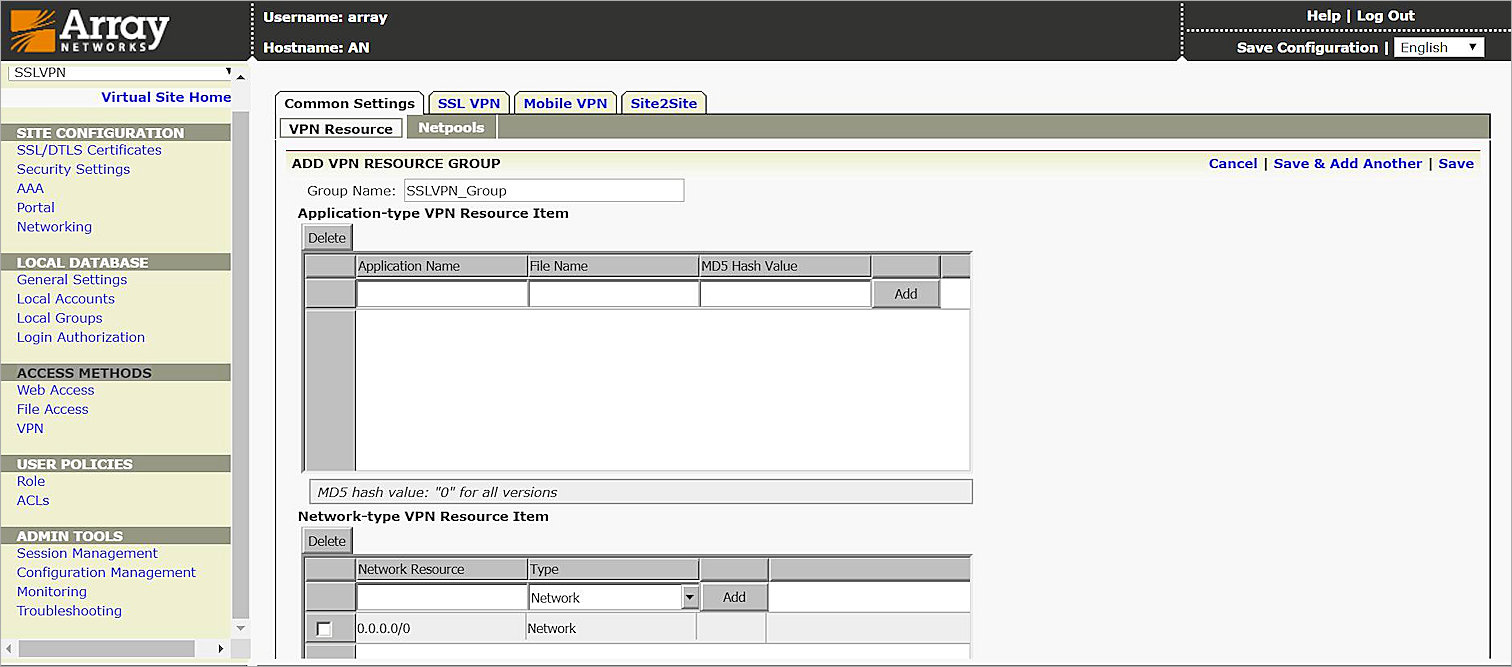 Array
NETWORKS
Username: array
Hostname: AN
Help | Log Out
Save Configuration | English
SSLVPN
Virtual Site Home
SITE CONFIGURATION
SSL/DTLS Certificates
Security Settings
AAA
Portal
Networking
LOCAL DATABASE
General Settings
Local Accounts
Local Groups
Login Authorization
ACCESS METHODS
Web Access
File Access
VPN
USER POLICIES
Role
ACLs
ADMIN TOOLS
Session Management
Configuration Management
Monitoring
Troubleshooting
Common Settings SSL VPN Mobile VPN Site2Site
VPN Resource Netpools
ADD VPN RESOURCE GROUP Cancel | Save & Add Another | Save
Group Name: SSLVPN_Group
Application-type VPN Resource Item
Delete
Application Name File Name MD5 Hash Value
Add
MD5 hash value: "0" for all versions
Network-type VPN Resource Item
Delete
Network Resource Type
Network Add
0.0.0.0/0 Network